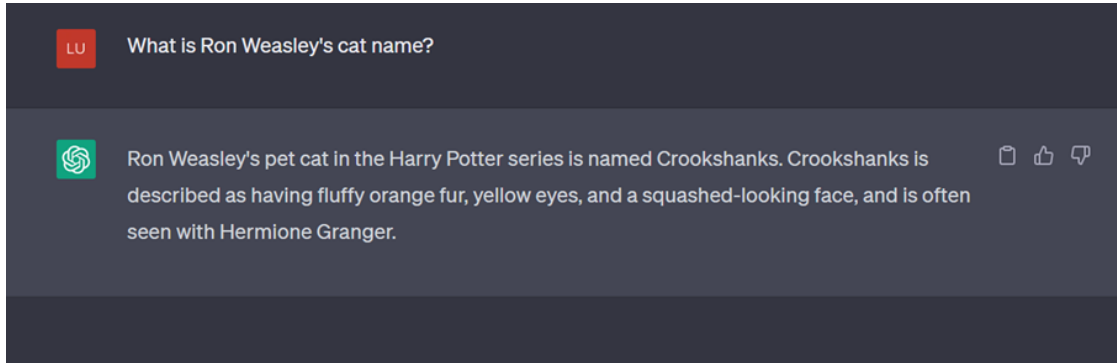 LU
What is Ron Weasley's cat name?
Ron Weasley's pet cat in the Harry Potter series is named Crookshanks. Crookshanks is
described as having fluffy orange fur, yellow eyes, and a squashed-looking face, and is often
seen with Hermione Granger.